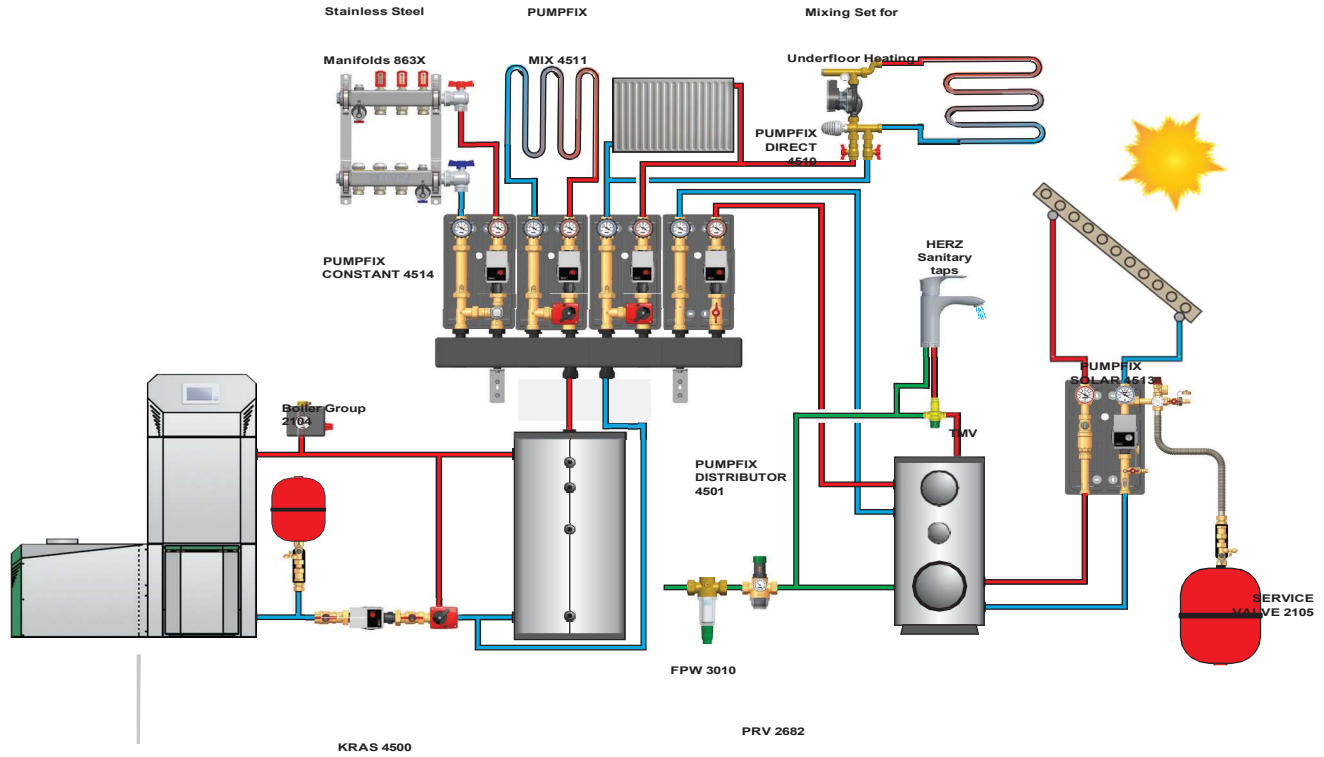 Stainless Steel
PUMPFIX
Mixing Set for
Manifolds 863X
MIX 4511
Underfloor Heating
PUMPFIX
DIRECT
4510
PUMPFIX
CONSTANT 4514
HERZ
Sanitary
taps
PUMPFIX
SOLAR 4513
Boiler Group
2104
TMV
PUMPFIX
DISTRIBUTOR
4501
SERVICE
VALVE 2105
FPW 3010
PRV 2682
KRAS 4500